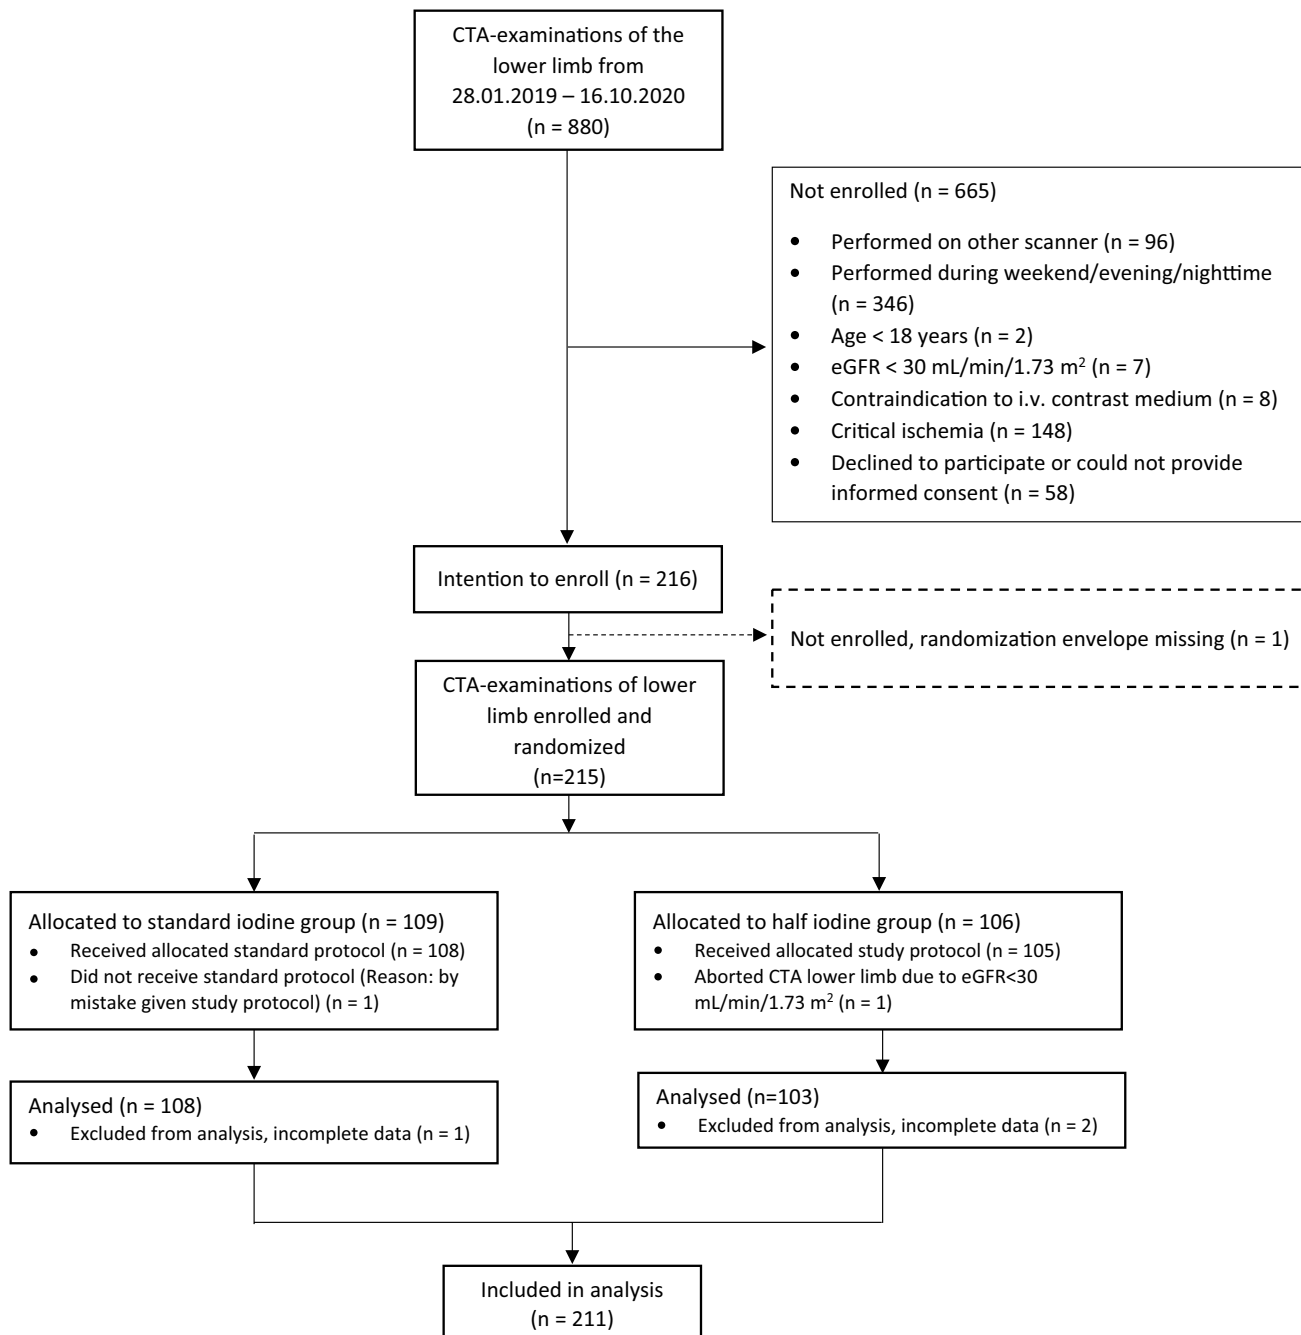 CTA-examinations of the
lower limb from
28.01.2019 – 16.10.2020
(n = 880)
Not enrolled (n = 665)
• Performed on other scanner (n = 96)
• Performed during weekend/evening/nighttime
(n = 346)
• Age < 18 years (n = 2)
• eGFR < 30 mL/min/1.73 m² (n = 7)
• Contraindication to i.v. contrast medium (n = 8)
• Critical ischemia (n = 148)
• Declined to participate or could not provide
informed consent (n = 58)
Intention to enroll (n = 216)
Not enrolled, randomization envelope missing (n = 1)
CTA-examinations of lower
limb enrolled and
randomized
(n=215)
Allocated to standard iodine group (n = 109)
• Received allocated standard protocol (n = 108)
• Did not receive standard protocol (Reason: by
mistake given study protocol) (n = 1)
Allocated to half iodine group (n = 106)
• Received allocated study protocol (n = 105)
• Aborted CTA lower limb due to eGFR<30
mL/min/1.73 m² (n = 1)
Analysed (n = 108)
• Excluded from analysis, incomplete data (n = 1)
Analysed (n=103)
• Excluded from analysis, incomplete data (n = 2)
Included in analysis
(n = 211)